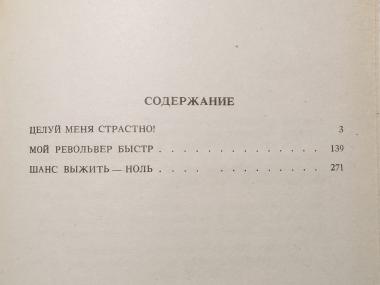 СОДЕРЖАНИЕ
ЦЕЛУЙ МЕНЯ СТРАСТНО! 3
МОЙ РЕВОЛЬВЕР БЫСТР . . . . . . . . . . . . . 139
ШАНС ВЫЖИТЬ — НОЛЬ . . . . . . . . . . . . 271